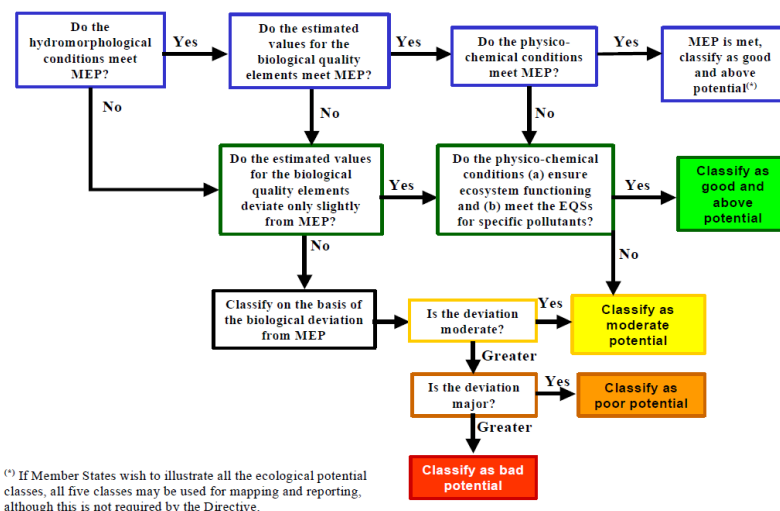 Do the
hydromorphological
conditions meet
MEP?
Yes
Do the estimated
values for the
biological quality
elements meet MEP?
Yes
Do the physico-
chemical conditions
meet MEP?
Yes
MEP is met,
classify as good
and above
potential(*)
No
No
No
Do the estimated values
for the biological
quality elements
deviate only slightly
from MEP?
Yes
Do the physico-chemical
conditions (a) ensure
ecosystem functioning
and (b) meet the EQSs
for specific pollutants?
Yes
Classify as
good and
above
potential
No
No
Classify on the basis of
the biological deviation
from MEP
Is the deviation
moderate?
Yes
Classify as
moderate
potential
Greater
Is the deviation
major?
Yes
Classify as
poor potential
Greater
Classify as bad
potential
(*) If Member States wish to illustrate all the ecological potential
classes, all five classes may be used for mapping and reporting,
although this is not required by the Directive.